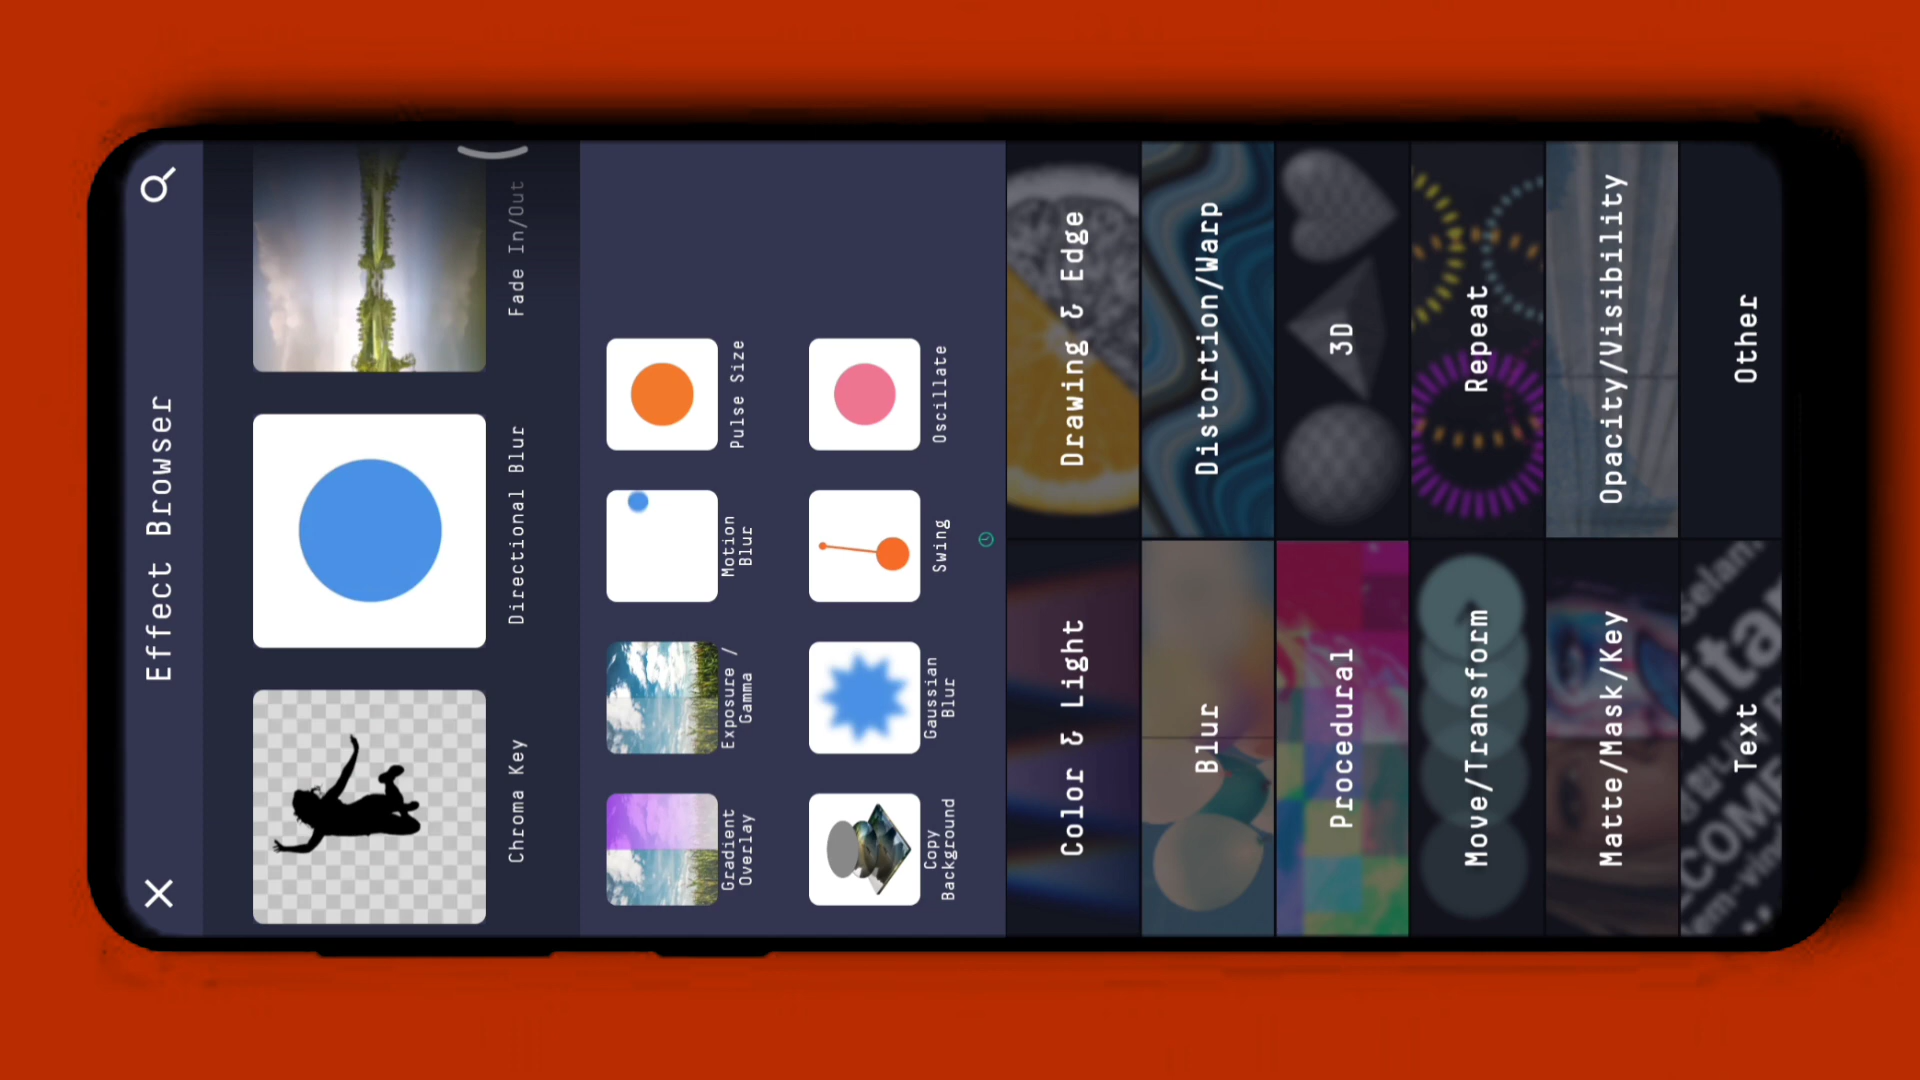 Effect Browser
Chroma Key
Directional Blur
Fade In/Out
Gradient
Overlay
Exposure /
Gamma
Motion
Blur
Pulse Size
Copy
Background
Gaussian
Blur
Swing
Oscillate
Color & Light
Drawing & Edge
Blur
Distortion/Warp
Procedural
3D
Move/Transform
Repeat
Matte/Mask/Key
Opacity/Visibility
Text
Other